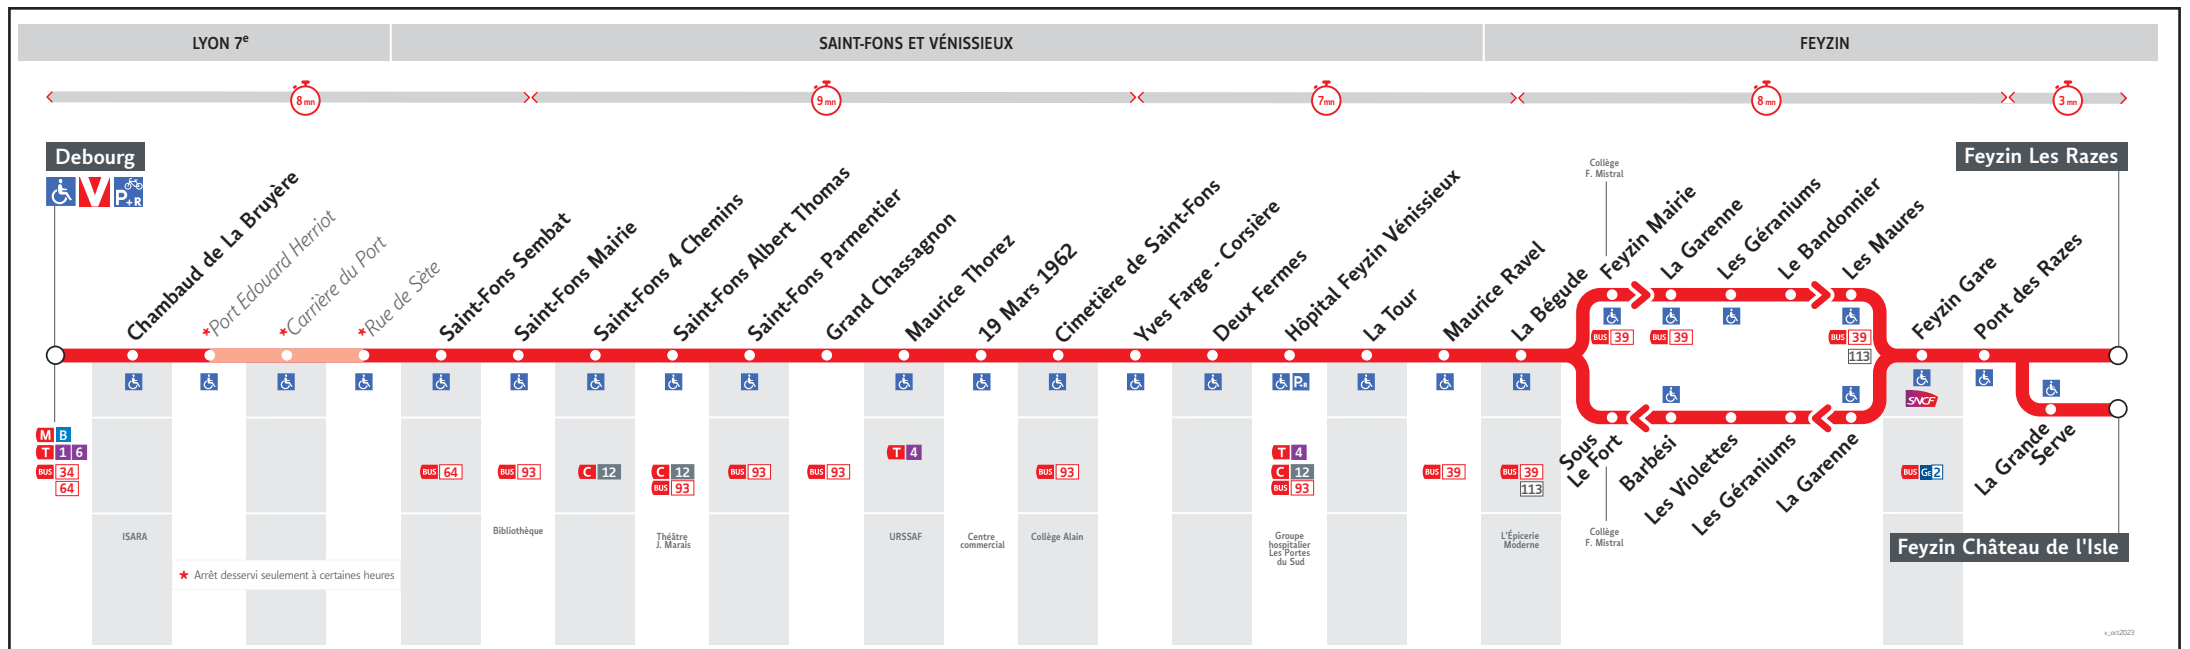 LYON 7e
SAINT-FONS ET VÉNISSIEUX
FEYZIN
8 mn
9 mn
7mn
8 mn
3 mn
Debourg
V
P+R
Chambaud de La Bruyère
*Port Edouard Herriot
*Carrière du Port
*Rue de Sète
Saint-Fons Sembat
Saint-Fons Mairie
Saint-Fons 4 Chemins
Saint-Fons Albert Thomas
Saint-Fons Parmentier
Grand Chassagnon
Maurice Thorez
19 Mars 1962
Cimetière de Saint-Fons
Yves Farge - Corsière
Deux Fermes
Hôpital Feyzin Vénissieux
La Tour
Maurice Ravel
La Bégude
Collège
F. Mistral
Feyzin Mairie
La Garenne
Les Géraniums
Le Bandonnier
Les Maures
Feyzin Gare
Pont des Razes
Feyzin Les Razes
BUS 39
BUS 39
BUS 39
113
P+R
SNCF
M B
T 1 6
BUS 34
64
BUS 64
BUS 93
C 12
C 12
BUS 93
BUS 93
BUS 93
T 4
BUS 93
T 4
C 12
BUS 93
BUS 39
BUS 39
113
BUS GE2
Sous
Le Fort
Barbési
Les Violettes
Les Géraniums
La Garenne
La Grande
Serve
Feyzin Château de l'Isle
ISARA
Bibliothèque
Théâtre
J. Marais
URSSAF
Centre
commercial
Collège Alain
Groupe
hospitalier
Les Portes
du Sud
L'Épicerie
Moderne
Collège
F. Mistral
* Arrêt desservi seulement à certaines heures
v_oct2023